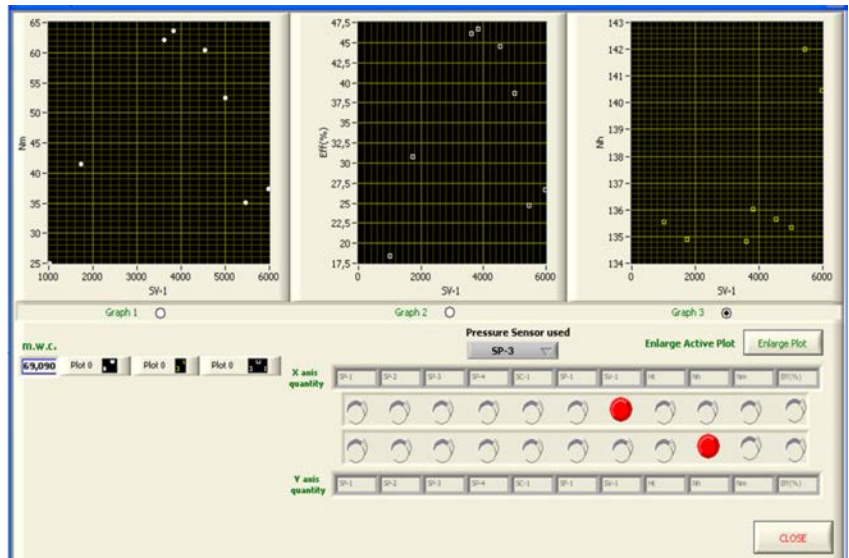 65
60
55
50
45
40
35
30
25
Nm
1000 2000 3000 4000 5000 6000
SV-1
47,5
45
42,5
40
37,5
35
32,5
30
27,5
25
22,5
20
17,5
Eff(%)
0 2000 4000 6000
SV-1
143
142
141
140
139
138
137
136
135
134
Nh
0 2000 4000 6000
SV-1
Graph 1 Graph 2 Graph 3
m.w.c.
69,090 Plot 0 Plot 0 Plot 0
Pressure Sensor used
SP-3
Enlarge Active Plot Enlarge Plot
X axis
quantity
SP-1 SP-2 SP-3 SP-4 SC-1 SP-1 SV-1 Ht Nh Nm Eff(%)
Y axis
quantity
SP-1 SP-2 SP-3 SP-4 SC-1 SP-1 SV-1 Ht Nh Nm Eff(%)
CLOSE